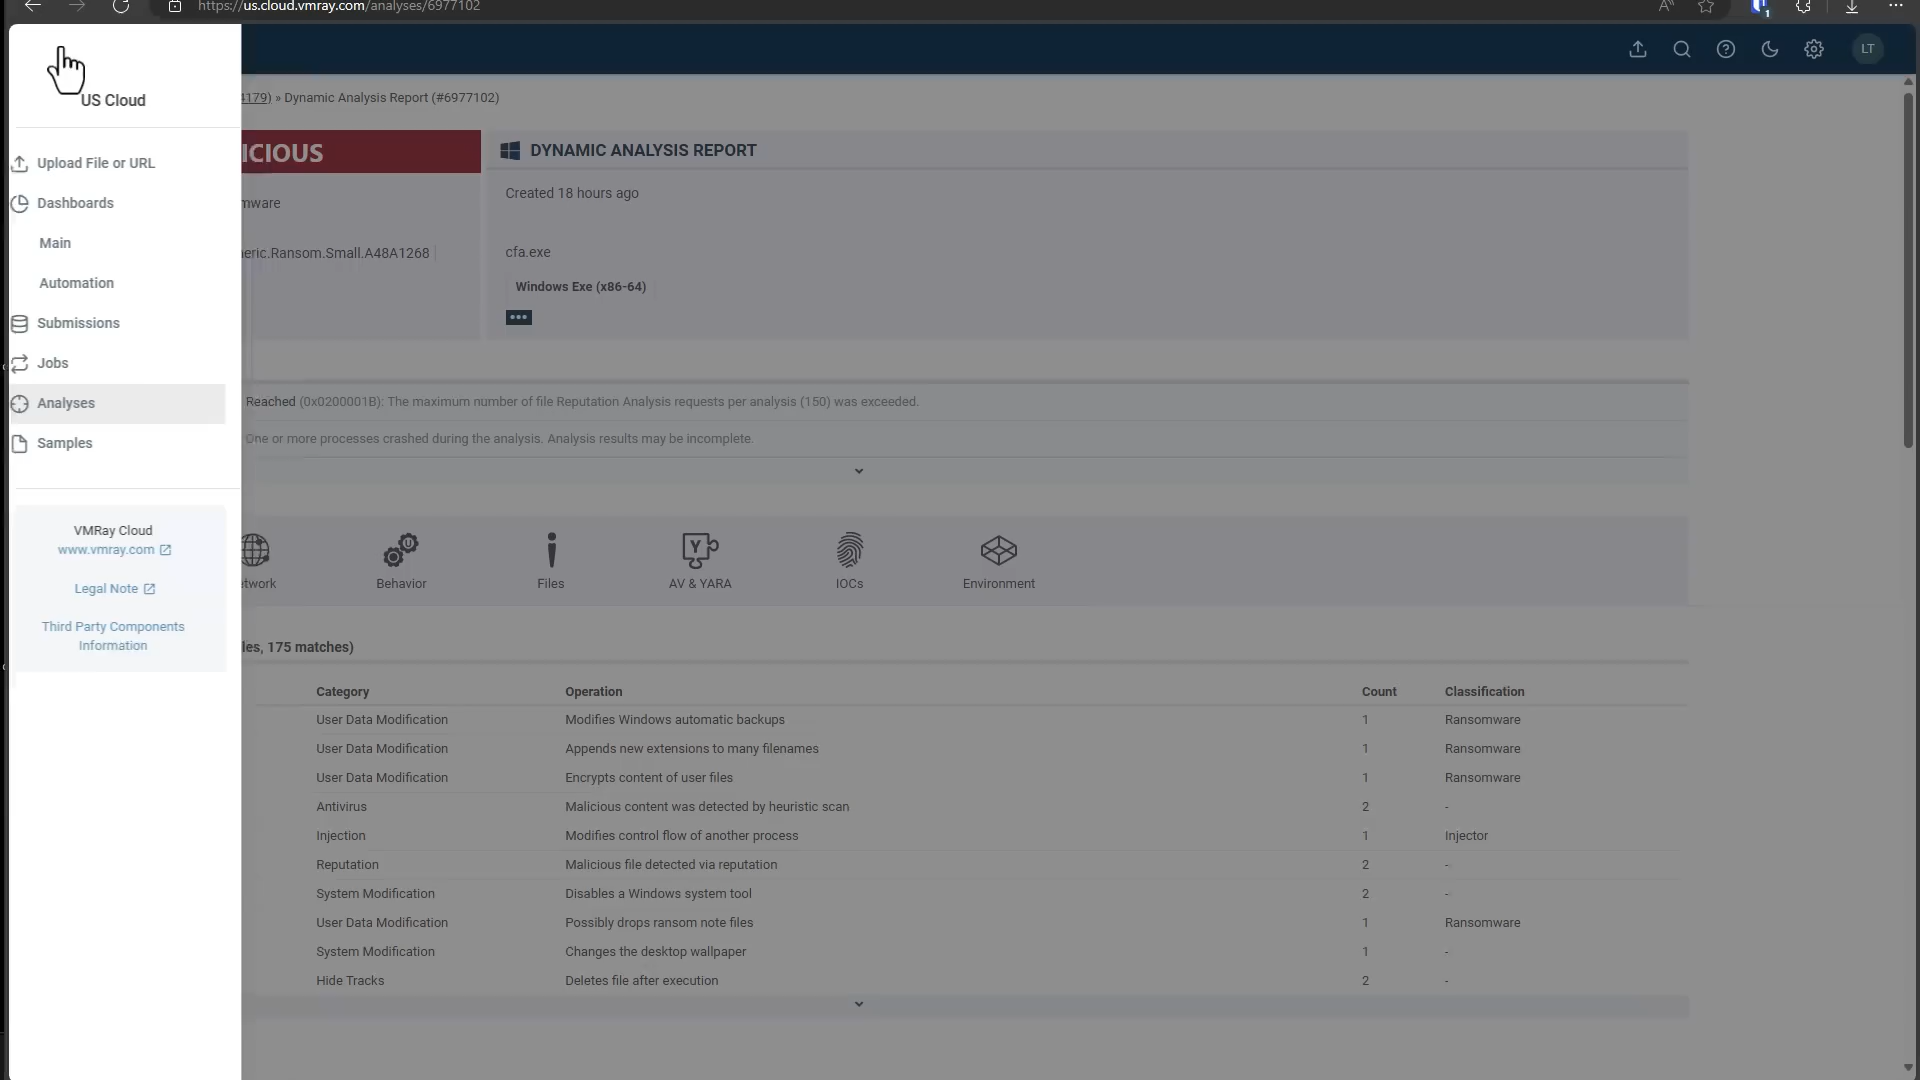 https://us.cloud.vmray.com/analyses/6977102
1
LT
US Cloud
Upload File or URL
Dashboards
Main
Automation
Submissions
Jobs
Analyses
Samples
VMRay Cloud
www.vmray.com
Legal Note
Third Party Components
Information
4179) » Dynamic Analysis Report (#6977102)
ICIOUS
mware
eric.Ransom.Small.A48A1268
DYNAMIC ANALYSIS REPORT
Created 18 hours ago
cfa.exe
Windows Exe (x86-64)
Reached (0x0200001B): The maximum number of file Reputation Analysis requests per analysis (150) was exceeded.
One or more processes crashed during the analysis. Analysis results may be incomplete.
etwork
Behavior
Files
AV & YARA
IOCs
Environment
les, 175 matches)
Category Operation Count Classification
User Data Modification Modifies Windows automatic backups 1 Ransomware
User Data Modification Appends new extensions to many filenames 1 Ransomware
User Data Modification Encrypts content of user files 1 Ransomware
Antivirus Malicious content was detected by heuristic scan 2 -
Injection Modifies control flow of another process 1 Injector
Reputation Malicious file detected via reputation 2 -
System Modification Disables a Windows system tool 2 -
User Data Modification Possibly drops ransom note files 1 Ransomware
System Modification Changes the desktop wallpaper 1 -
Hide Tracks Deletes file after execution 2 -